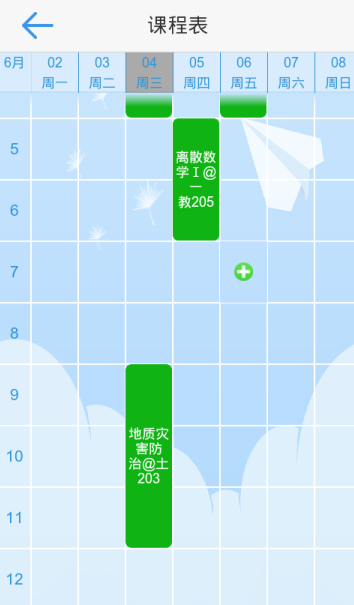 课程表
6月 02 03 04 05 06 07 08
周一 周二 周三 周四 周五 周六 周日
5
离散数
学Ⅰ@
一
教205
6
7
8
9
10
地质灾
害防
治@土
203
11
12